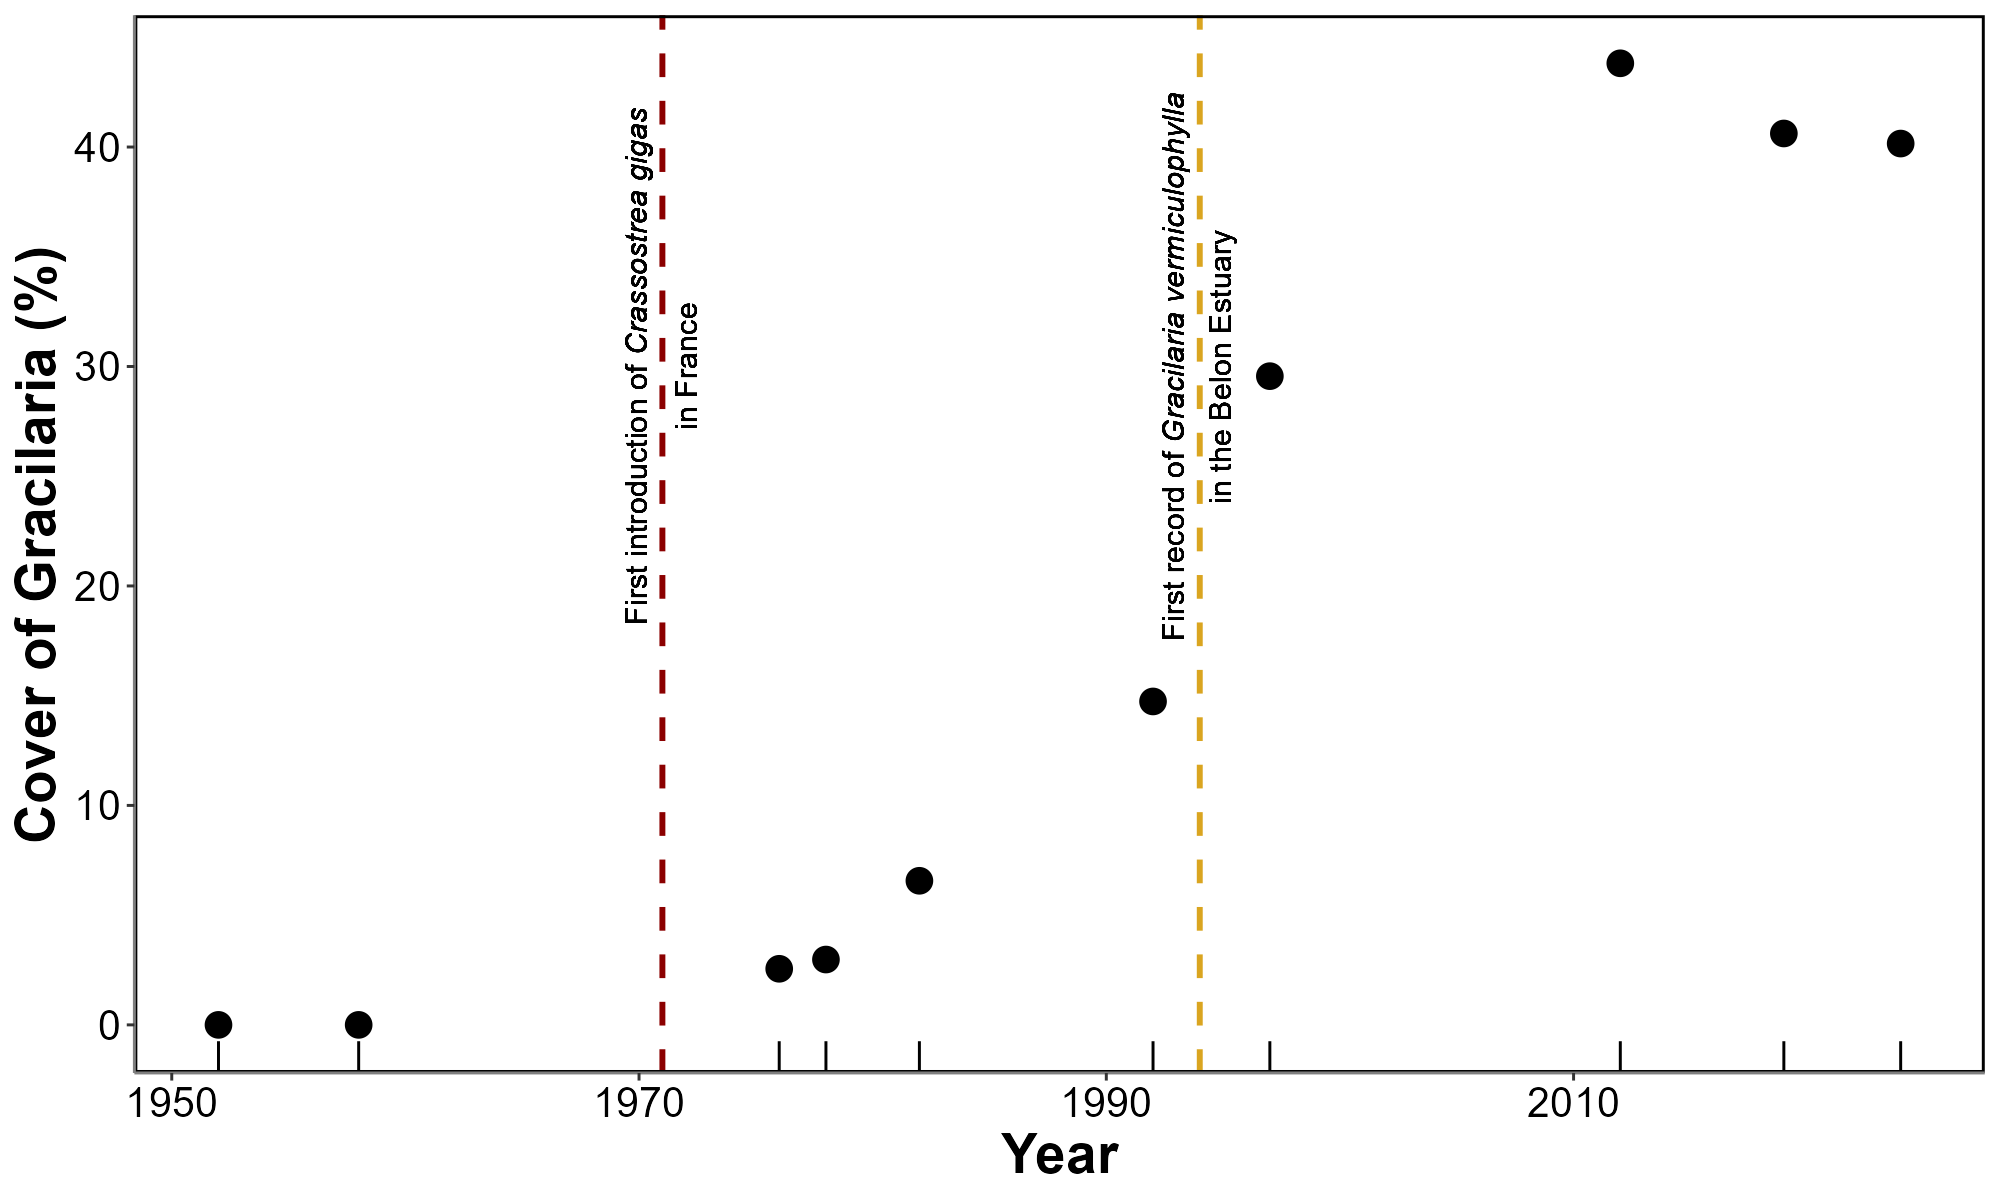 Cover of Gracilaria (%)
40
30
20
10
0
First introduction of Crassostrea gigas
in France
First record of Gracilaria vermiculophylla
in the Belon Estuary
1950
1970
1990
2010
Year